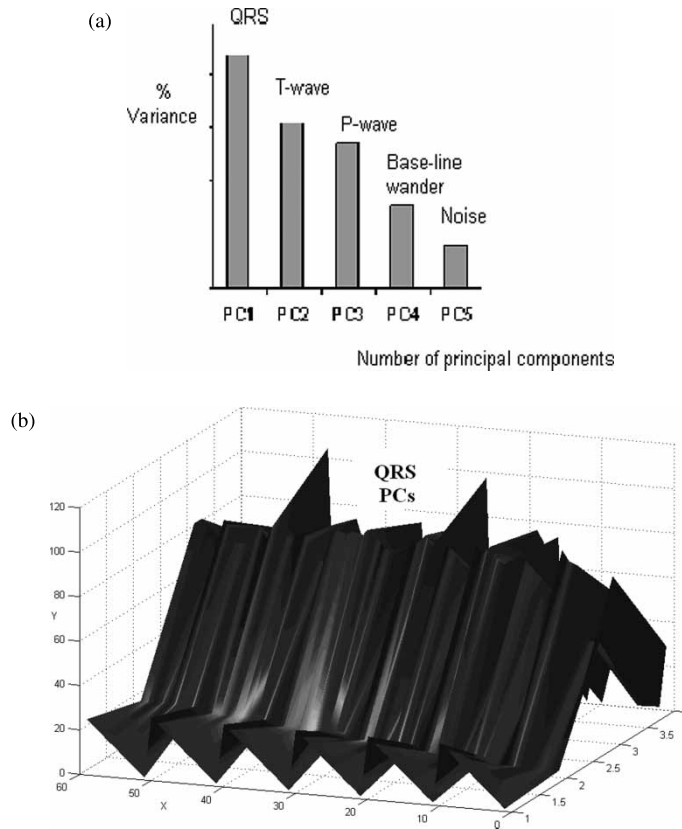 (a)
QRS
%
Variance
T-wave
P-wave
Base-line
wander
Noise
PC1 PC2 PC3 PC4 PC5
Number of principal components
(b)
QRS
PCs
120
100
80
60
40
20
0
Y
60 50 40 30 20 10 0
X
1 1.5 2 2.5 3 3.5